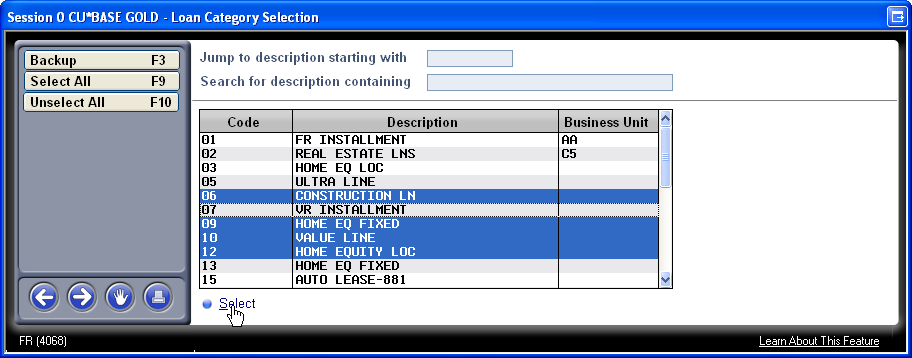 Session 0 CU*BASE GOLD - Loan Category Selection
Backup F3
Select All F9
Unselect All F10
Jump to description starting with
Search for description containing
Code Description Business Unit
01 FR INSTALLMENT AA
02 REAL ESTATE LNS C5
03 HOME EQ LOC
05 ULTRA LINE
06 CONSTRUCTION LN
07 VR INSTALLMENT
09 HOME EQ FIXED
10 VALUE LINE
12 HOME EQUITY LOC
13 HOME EQ FIXED
15 AUTO LEASE-881
Select
FR (4068)
Learn About This Feature